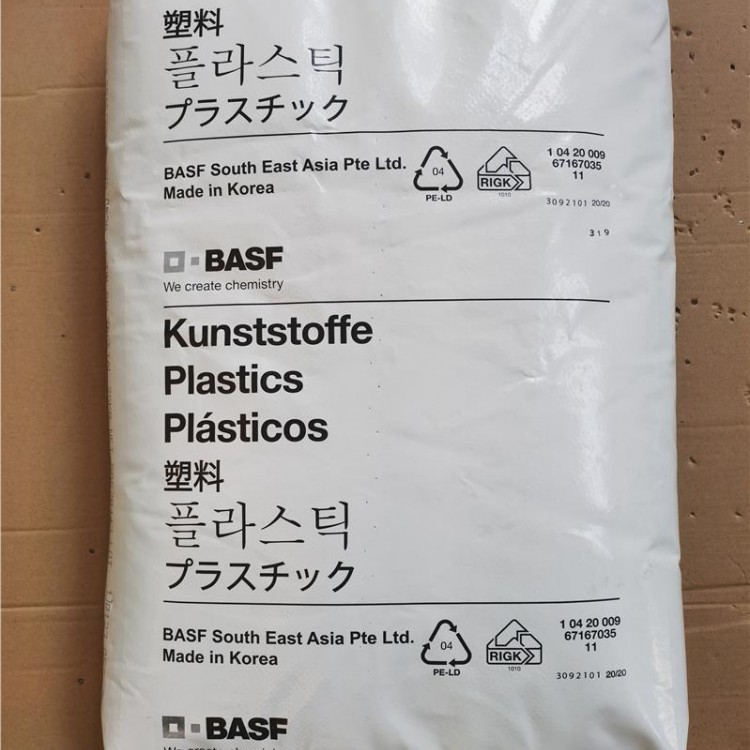 塑料
플라스틱
プラスチック
BASF South East Asia Pte Ltd.
Made in Korea
04
PE-LD
RIGK
1010
1 04 20 009
67167035
11
3092101 20/20
319
BASF
We create chemistry
Kunststoffe
Plastics
Plásticos
塑料
플라스틱
プラスチック
BASF South East Asia Pte Ltd.
Made in Korea
04
PE-LD
RIGK
1010
1 04 20 009
67167035
11
3092101 20/20
BASF
We create chemistry